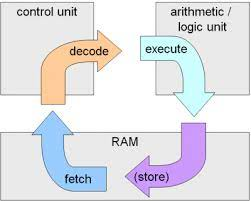 control unit
arithmetic /
logic unit
decode
execute
RAM
fetch
(store)